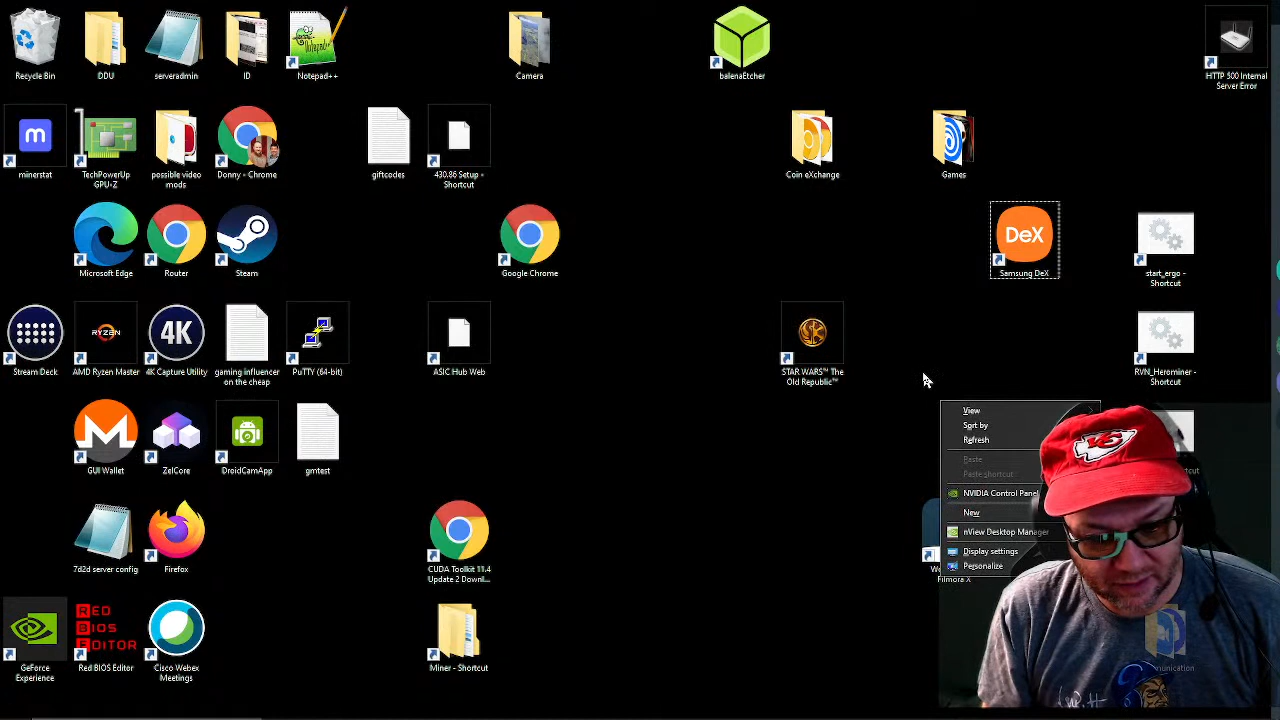 Recycle Bin
DDU
serveradmin
ID
Notepad++
Camera
balenaEtcher
HTTP 500 Internal
Server Error
m
minerstat
TechPowerUp
GPU-Z
possible video
mods
Donny - Chrome
giftcodes
430.86 Setup -
Shortcut
Coin eXchange
Games
Microsoft Edge
Router
Steam
Google Chrome
DeX
Samsung DeX
start_ergo -
Shortcut
Stream Deck
RYZEN
AMD Ryzen Master
4K
4K Capture Utility
gaming influencer
on the cheap
PuTTY (64-bit)
ASIC Hub Web
STAR WARS™ The
Old Republic™
RVN_Herominer -
Shortcut
GUI Wallet
ZelCore
DroidCamApp
gmtest
View
Sort by
Refresh
Paste
Paste shortcut
NVIDIA Control Panel
New
nView Desktop Manager
Display settings
Personalize
7d2d server config
Firefox
CUDA Toolkit 11.4
Update 2 Downl...
Filmora X
RED
BIOS
EDITOR
GeForce
Experience
Red BIOS Editor
Cisco Webex
Meetings
Miner - Shortcut
KC